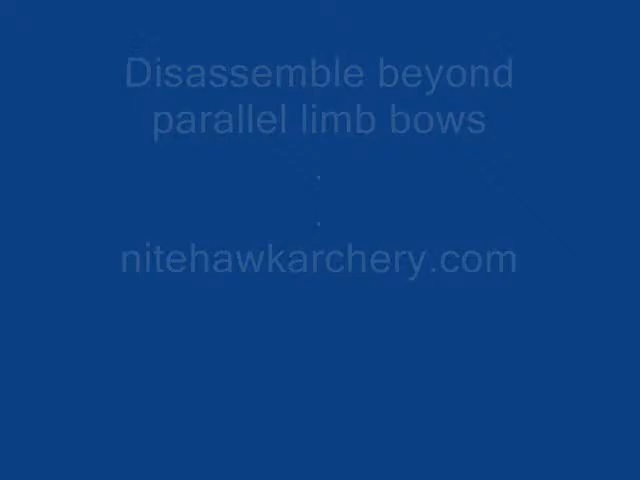 Disassemble beyond
parallel limb bows
.
.
nitehawkarchery.com